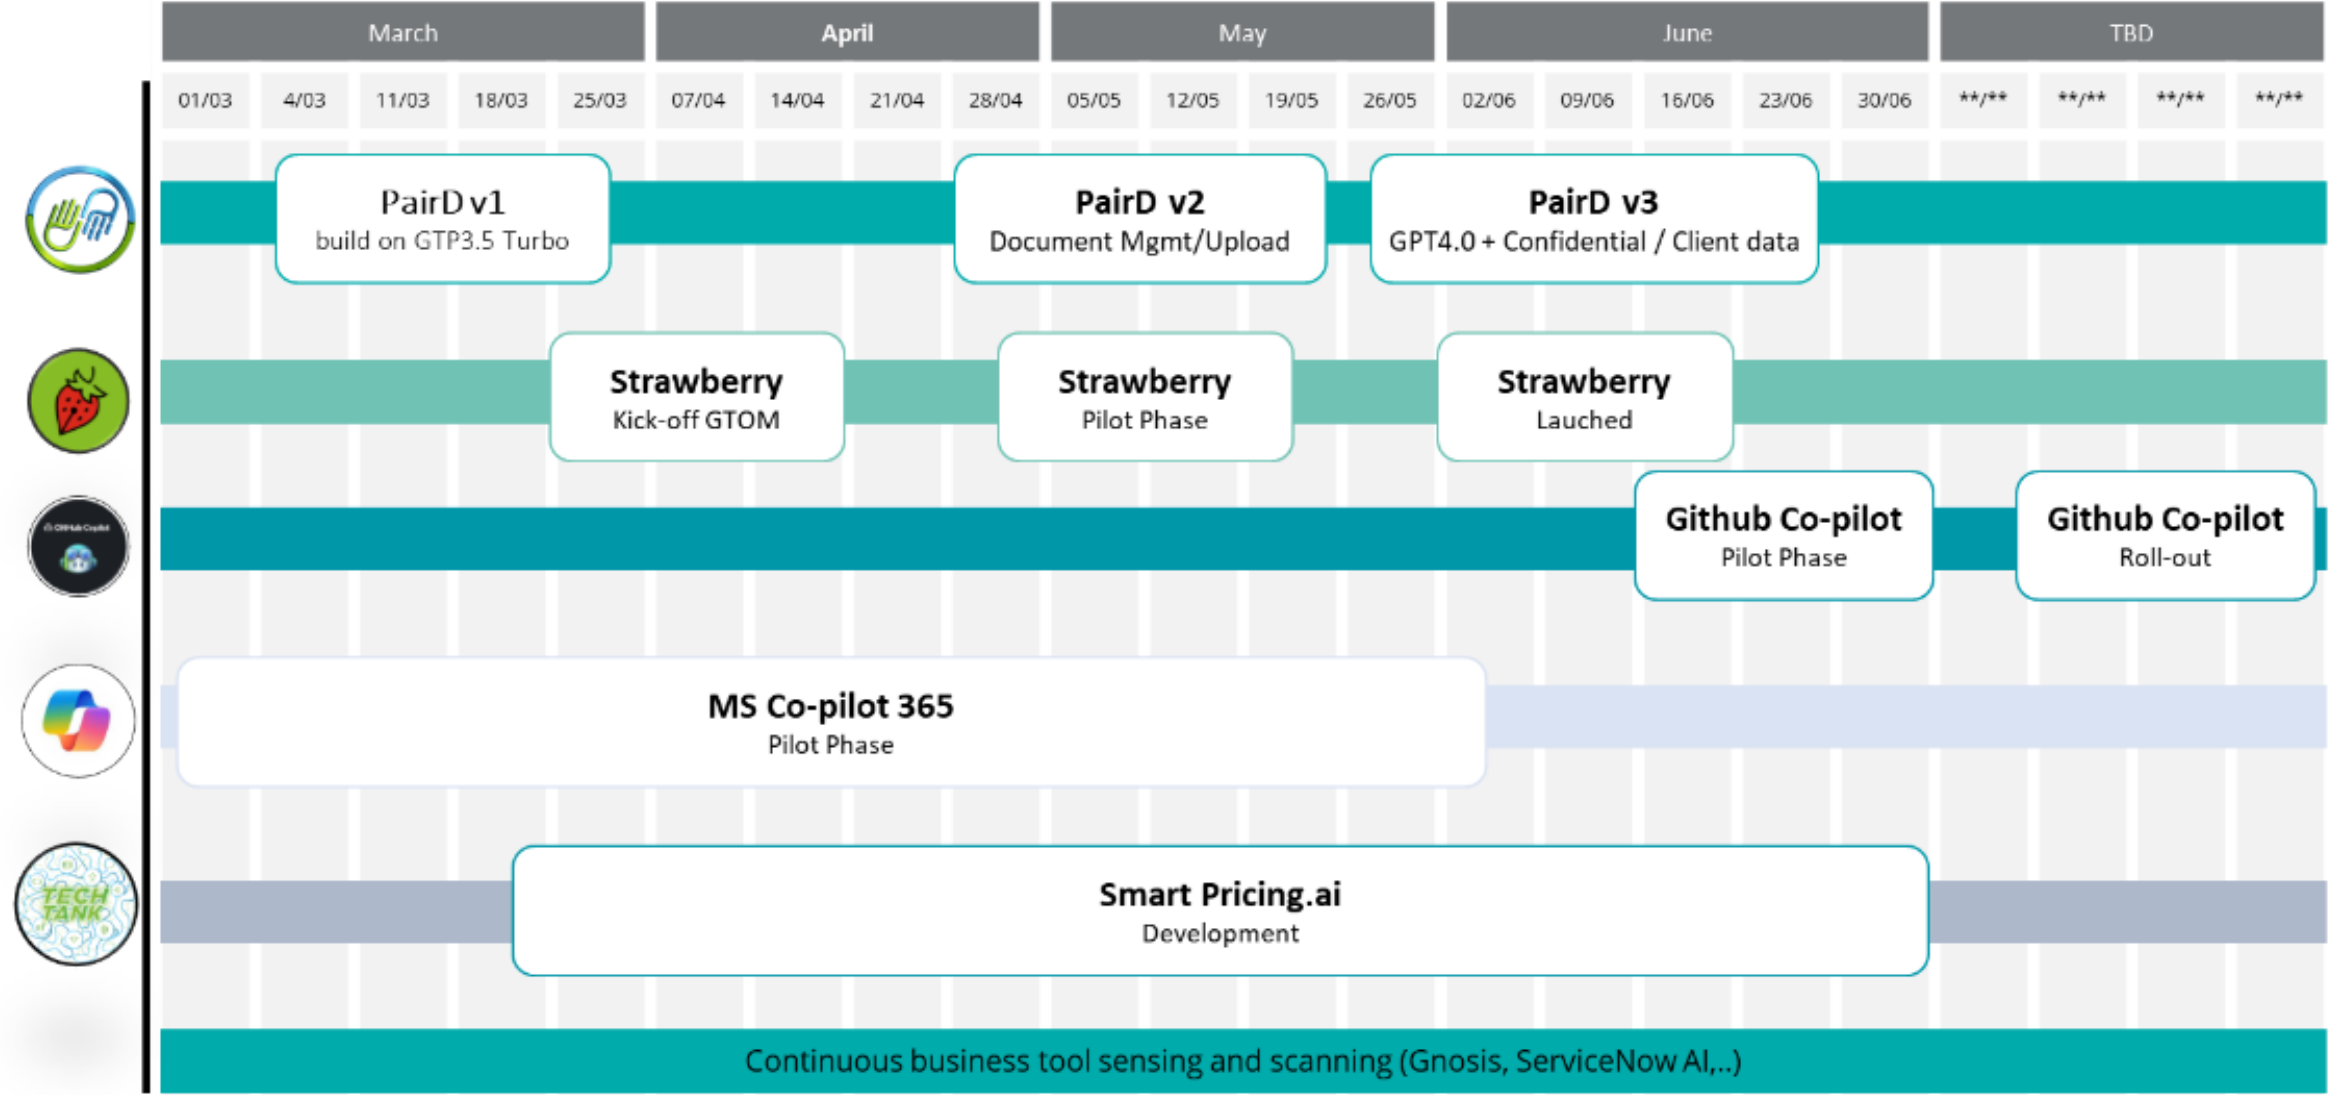 March April May June TBD
01/03 4/03 11/03 18/03 25/03 07/04 14/04 21/04 28/04 05/05 12/05 19/05 26/05 02/06 09/06 16/06 23/06 30/06 **/** **/** **/** **/**
PairD v1
build on GTP3.5 Turbo
PairD v2
Document Mgmt/Upload
PairD v3
GPT4.0 + Confidential / Client data
Strawberry
Kick-off GTOM
Strawberry
Pilot Phase
Strawberry
Lauched
GitHub Copilot
Github Co-pilot
Pilot Phase
Github Co-pilot
Roll-out
MS Co-pilot 365
Pilot Phase
TECH
TANK
Smart Pricing.ai
Development
Continuous business tool sensing and scanning (Gnosis, ServiceNow AI,..)